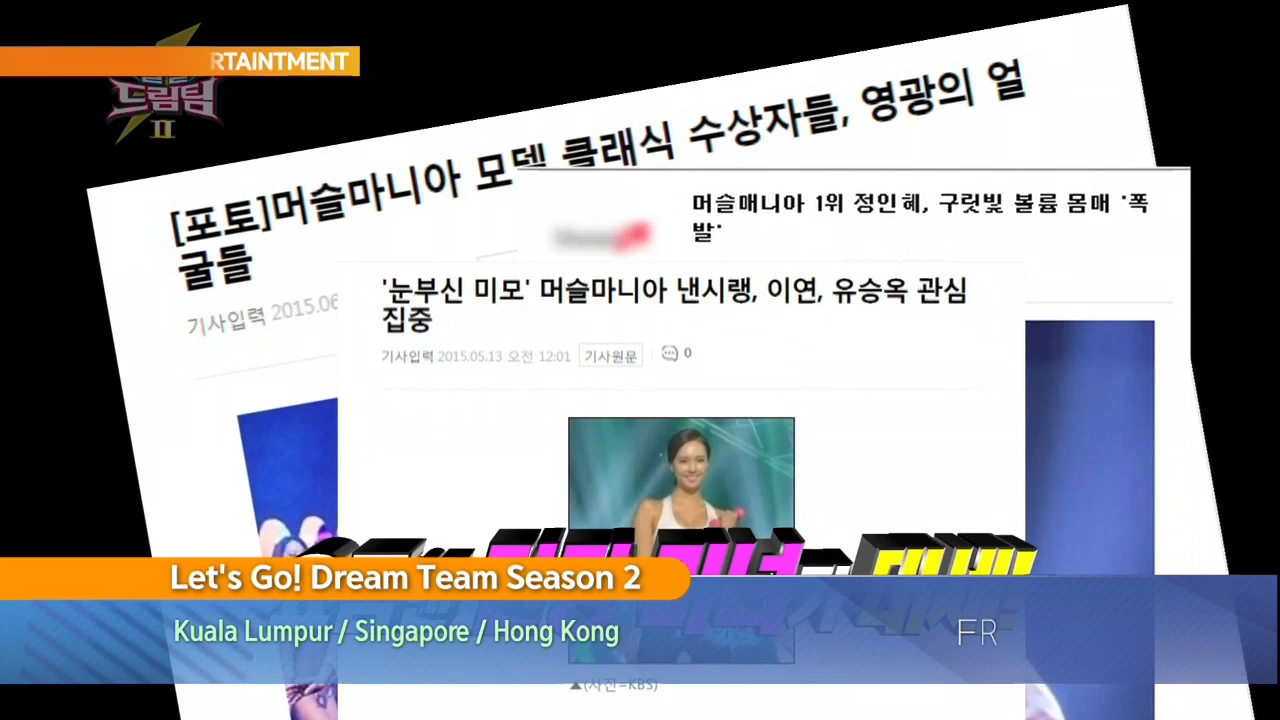 RTAINTMENT
드림팀
II
[포토]머슬마니아 모델 클래식 수상자들, 영광의 얼
굴들
기사입력 2015.06
머슬매니아 1위 정인혜, 구릿빛 볼륨 몸매 '폭
발'
'눈부신 미모' 머슬마니아 낸시랭, 이연, 유승옥 관심
집중
기사입력 2015.05.13 오전 12:01 기사원문 0
Let's Go! Dream Team Season 2
Kuala Lumpur / Singapore / Hong Kong
FR
▲(사진=KBS)